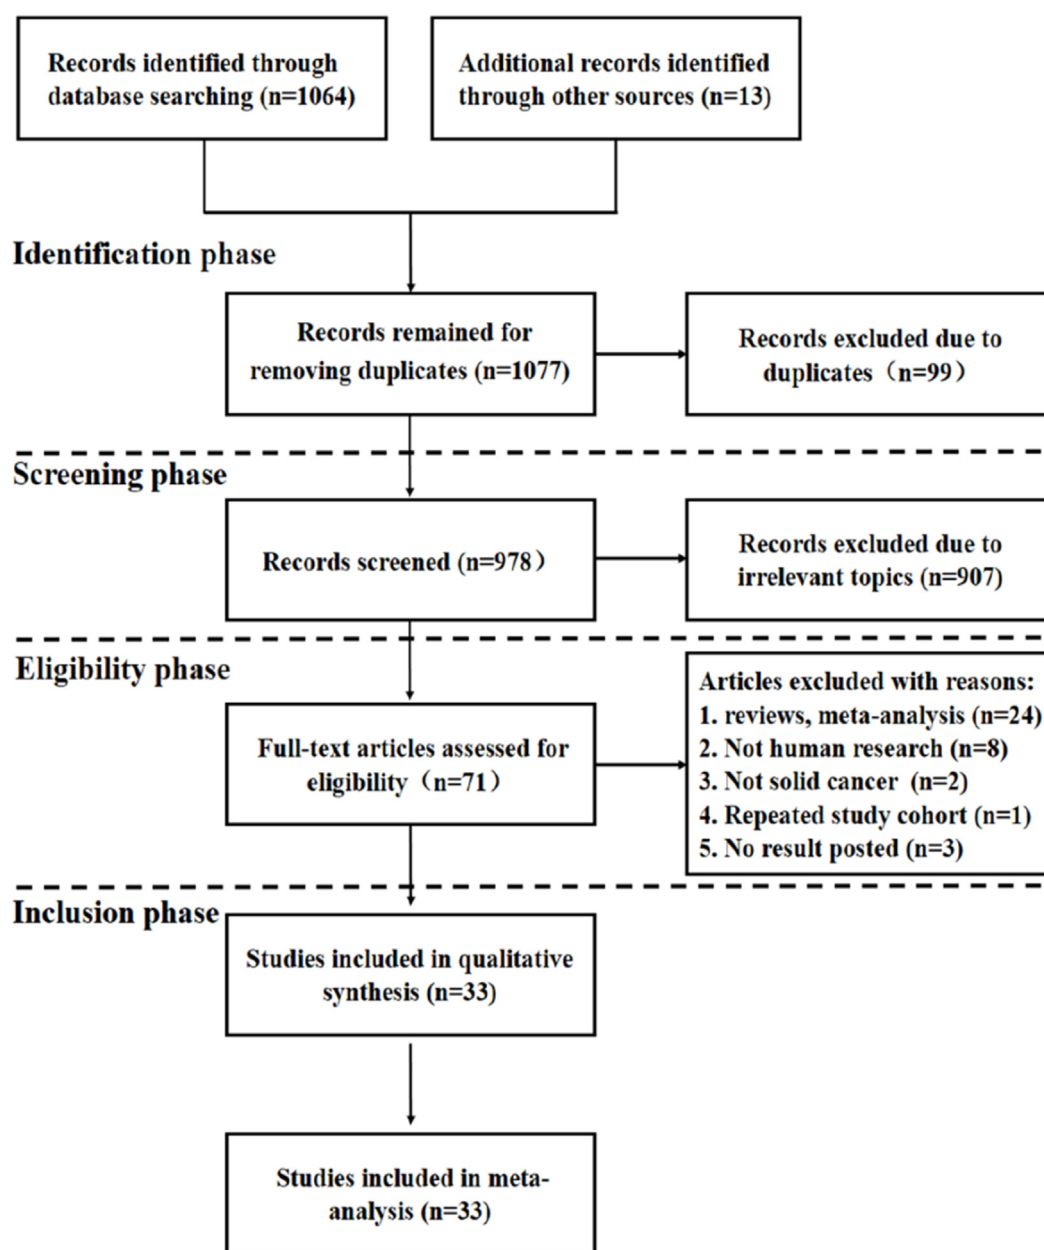 Records identified through
database searching (n=1064)
Additional records identified
through other sources (n=13)
Identification phase
Records remained for
removing duplicates (n=1077)
Records excluded due to
duplicates（n=99）
Screening phase
Records screened (n=978）
Records excluded due to
irrelevant topics (n=907)
Eligibility phase
Full-text articles assessed for
eligibility（n=71）
Articles excluded with reasons:
1. reviews, meta-analysis (n=24)
2. Not human research (n=8)
3. Not solid cancer (n=2)
4. Repeated study cohort (n=1)
5. No result posted (n=3)
Inclusion phase
Studies included in qualitative
synthesis (n=33)
Studies included in meta-
analysis (n=33)